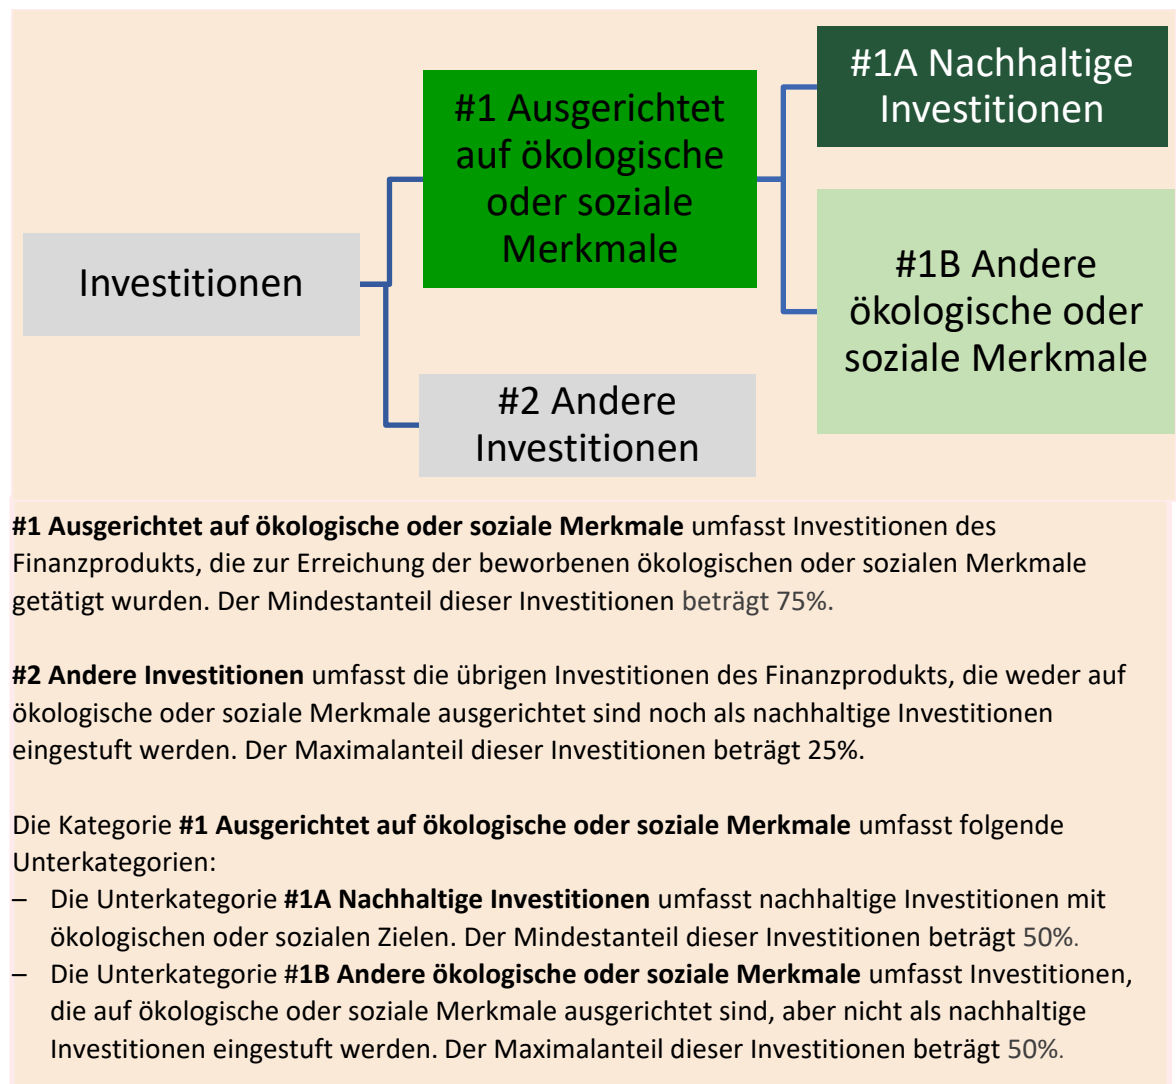 #1A Nachhaltige
Investitionen
#1 Ausgerichtet
auf ökologische
oder soziale
Merkmale
#1B Andere
ökologische oder
soziale Merkmale
Investitionen
#2 Andere
Investitionen
#1 Ausgerichtet auf ökologische oder soziale Merkmale umfasst Investitionen des
Finanzprodukts, die zur Erreichung der beworbenen ökologischen oder sozialen Merkmale
getätigt wurden. Der Mindestanteil dieser Investitionen beträgt 75%.
#2 Andere Investitionen umfasst die übrigen Investitionen des Finanzprodukts, die weder auf
ökologische oder soziale Merkmale ausgerichtet sind noch als nachhaltige Investitionen
eingestuft werden. Der Maximalanteil dieser Investitionen beträgt 25%.
Die Kategorie #1 Ausgerichtet auf ökologische oder soziale Merkmale umfasst folgende
Unterkategorien:
– Die Unterkategorie #1A Nachhaltige Investitionen umfasst nachhaltige Investitionen mit
ökologischen oder sozialen Zielen. Der Mindestanteil dieser Investitionen beträgt 50%.
– Die Unterkategorie #1B Andere ökologische oder soziale Merkmale umfasst Investitionen,
die auf ökologische oder soziale Merkmale ausgerichtet sind, aber nicht als nachhaltige
Investitionen eingestuft werden. Der Maximalanteil dieser Investitionen beträgt 50%.